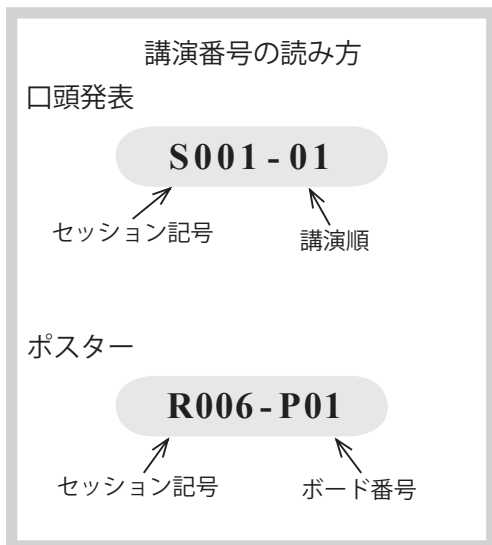 講演番号の読み方
口頭発表
S001-01
セッション記号 講演順
ポスター
R006-P01
セッション記号 ボード番号